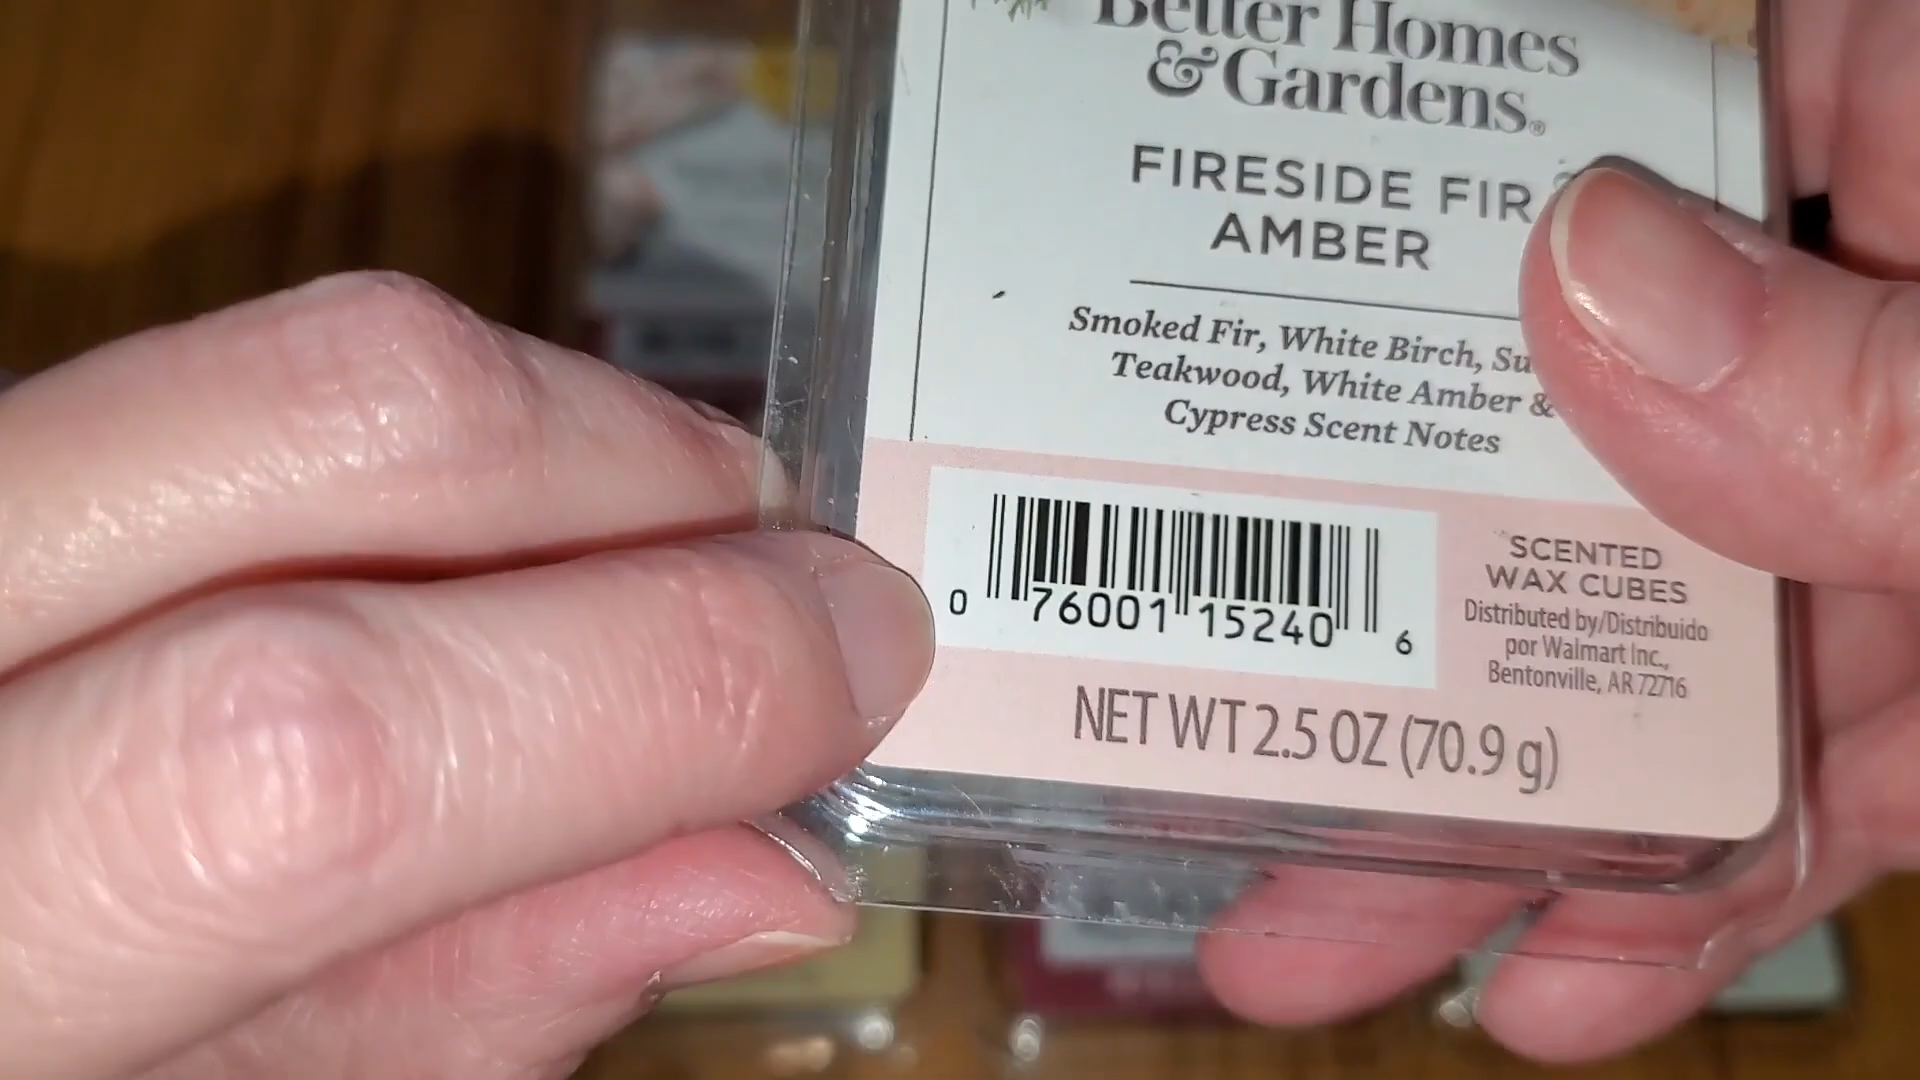 Better Homes
& Gardens®
FIRESIDE FIR
AMBER
Smoked Fir, White Birch,
Teakwood, White Amber &
Cypress Scent Notes
0 76001 15240 6
SCENTED
WAX CUBES
Distributed by/Distribuido
por Walmart Inc.,
Bentonville, AR 72716
NET WT 2.5 OZ (70.9 g)